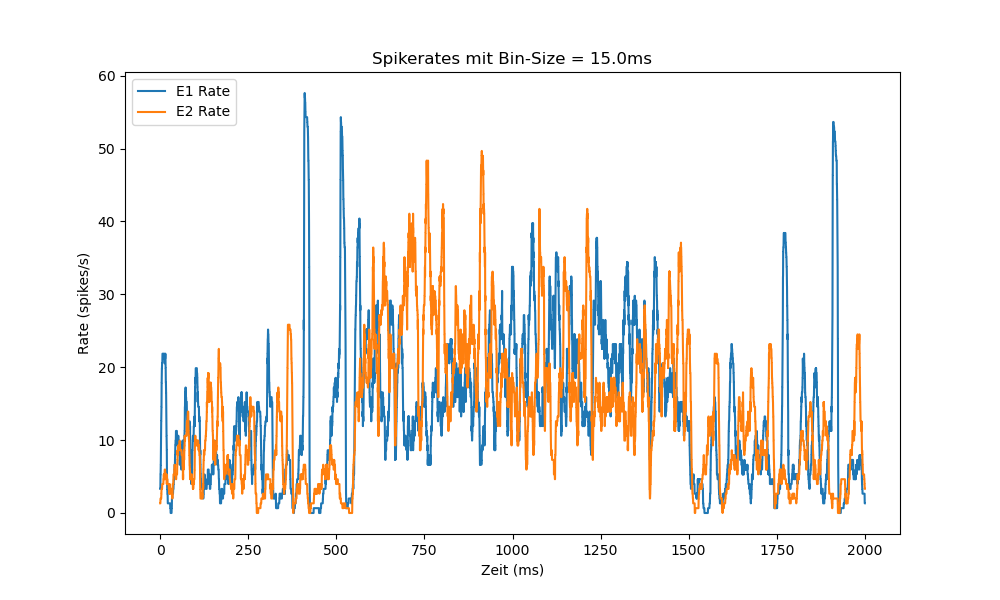 Spikerates mit Bin-Size = 15.0ms
E1 Rate
E2 Rate
60
50
40
30
20
10
0
Rate (spikes/s)
0 250 500 750 1000 1250 1500 1750 2000
Zeit (ms)